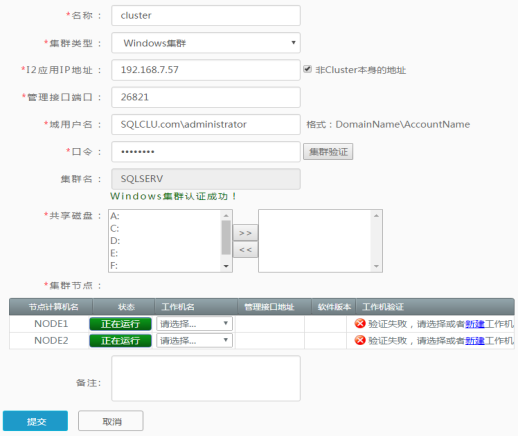 *名称： cluster
*集群类型： Windows集群
*I2应用IP地址： 192.168.7.57 非Cluster本身的地址
*管理接口端口： 26821
*域用户名： SQLCLU.com\administrator 格式：DomainName\AccountName
*口令： •••••••• 集群验证
集群名： SQLSERV
Windows集群认证成功！
*共享磁盘： A:
C:
D:
E:
F:
>>
<<
*集群节点：
节点计算机名 状态 工作机名 管理接口地址 软件版本 工作机验证
NODE1 正在运行 请选择... 验证失败，请选择或者新建工作机
NODE2 正在运行 请选择... 验证失败，请选择或者新建工作机
备注:
提交 取消